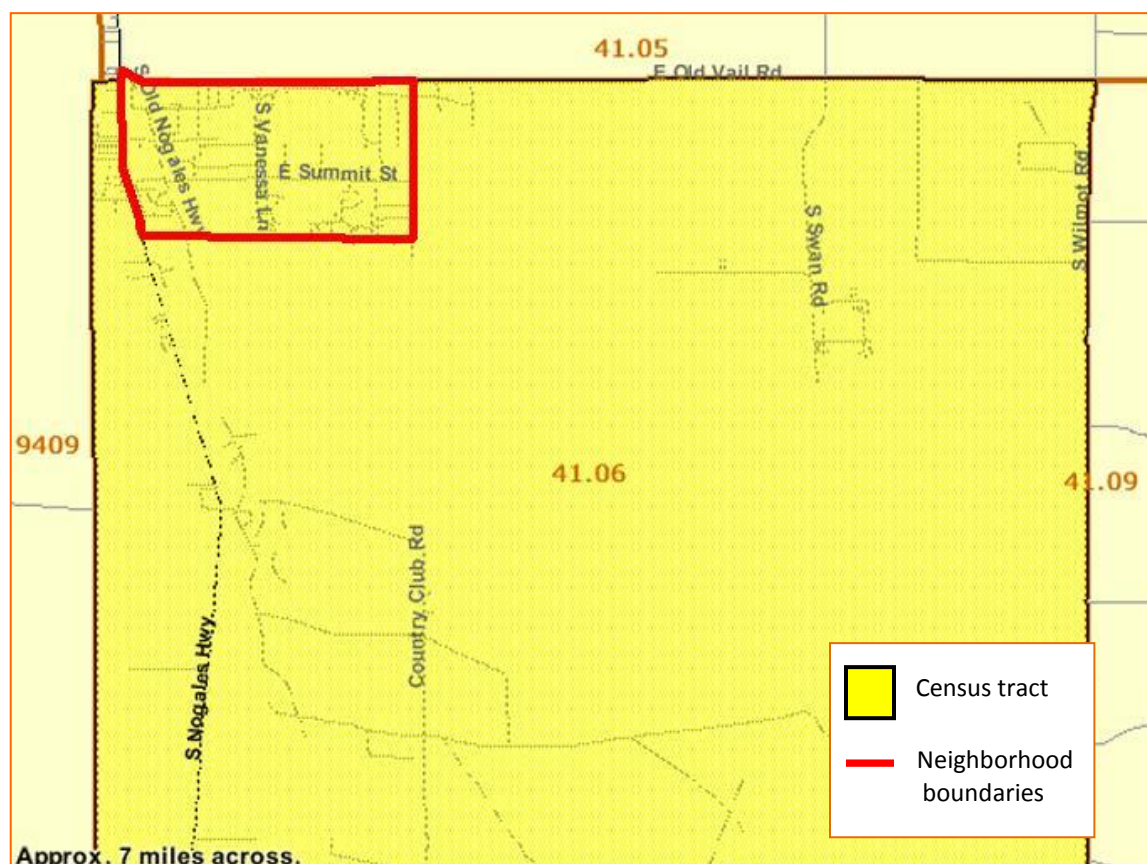 41.05
E Old Vail Rd
S Old Nogales Hwy
S Vanessa Ln
E Summit St
S Swan Rd
S Wilmot Rd
9409
41.06
41.09
Country Club Rd
S Nogales Hwy
Census tract
Neighborhood
boundaries
Approx. 7 miles across.